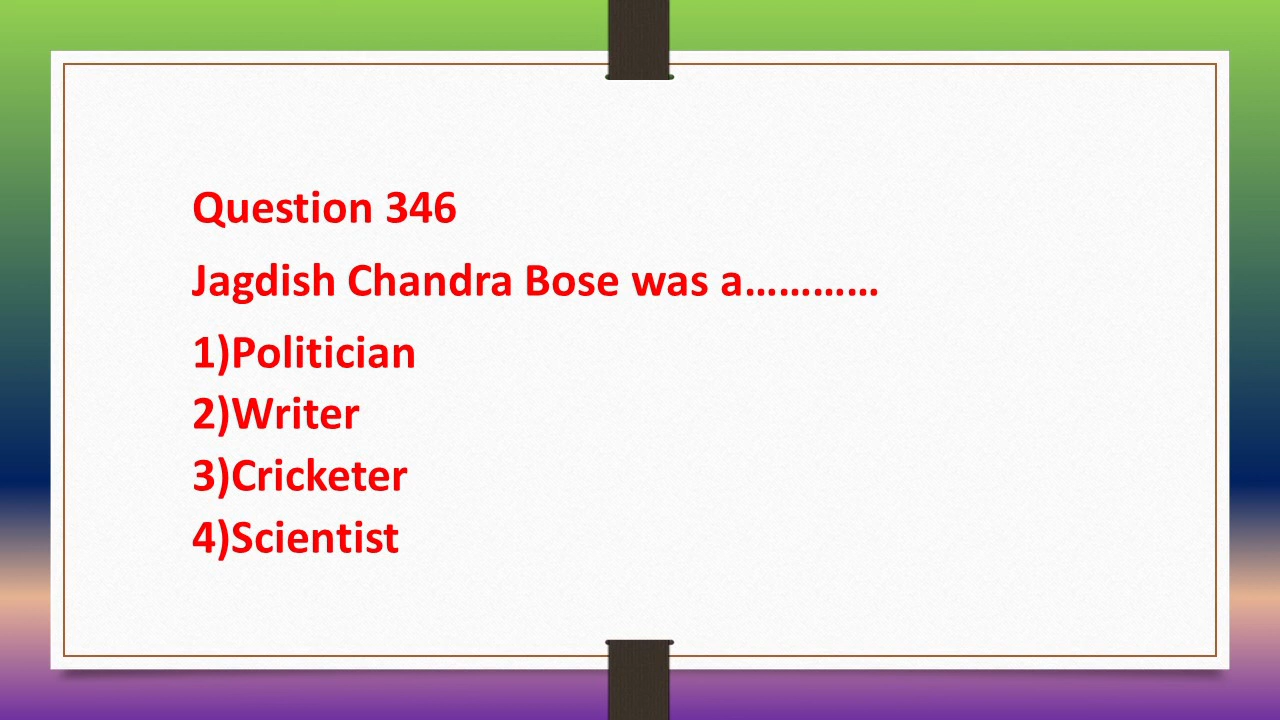 Question 346
Jagdish Chandra Bose was a…………
1)Politician
2)Writer
3)Cricketer
4)Scientist